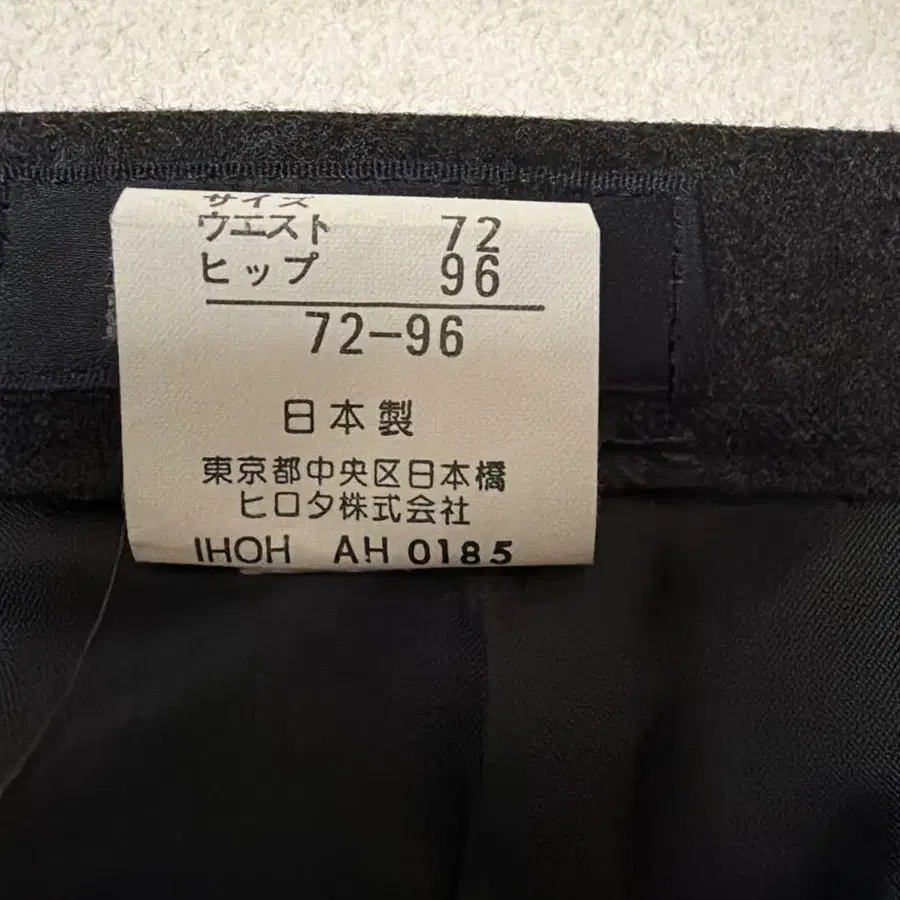 サイズ
ウエスト 72
ヒップ 96
72-96
日本製
東京都中央区日本橋
ヒロタ株式会社
IHOH AH 0185